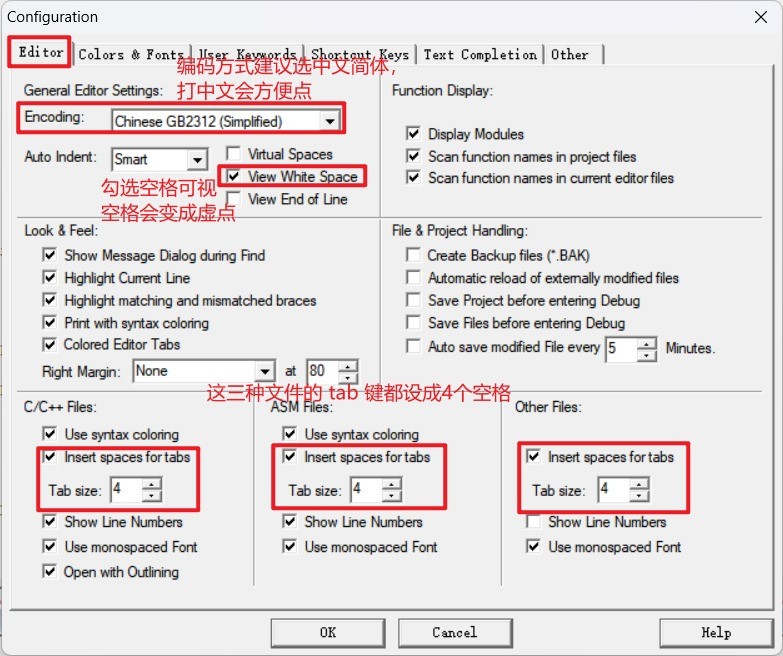 Configuration
Editor Colors & Fonts User Keywords Shortcut Keys Text Completion Other
编码方式建议选中文简体，
打中文会方便点
General Editor Settings:
Encoding: Chinese GB2312 (Simplified)
Auto Indent: Smart
Virtual Spaces
View White Space
View End of Line
勾选空格可视
空格会变成虚点
Function Display:
Display Modules
Scan function names in project files
Scan function names in current editor files
Look & Feel:
Show Message Dialog during Find
Highlight Current Line
Highlight matching and mismatched braces
Print with syntax coloring
Colored Editor Tabs
Right Margin: None at 80
File & Project Handling:
Create Backup files (*.BAK)
Automatic reload of externally modified files
Save Project before entering Debug
Save Files before entering Debug
Auto save modified File every 5 Minutes.
这三种文件的 tab 键都设成4个空格
C/C++ Files:
Use syntax coloring
Insert spaces for tabs
Tab size: 4
Show Line Numbers
Use monospaced Font
Open with Outlining
ASM Files:
Use syntax coloring
Insert spaces for tabs
Tab size: 4
Show Line Numbers
Use monospaced Font
Other Files:
Insert spaces for tabs
Tab size: 4
Show Line Numbers
Use monospaced Font
OK Cancel Help